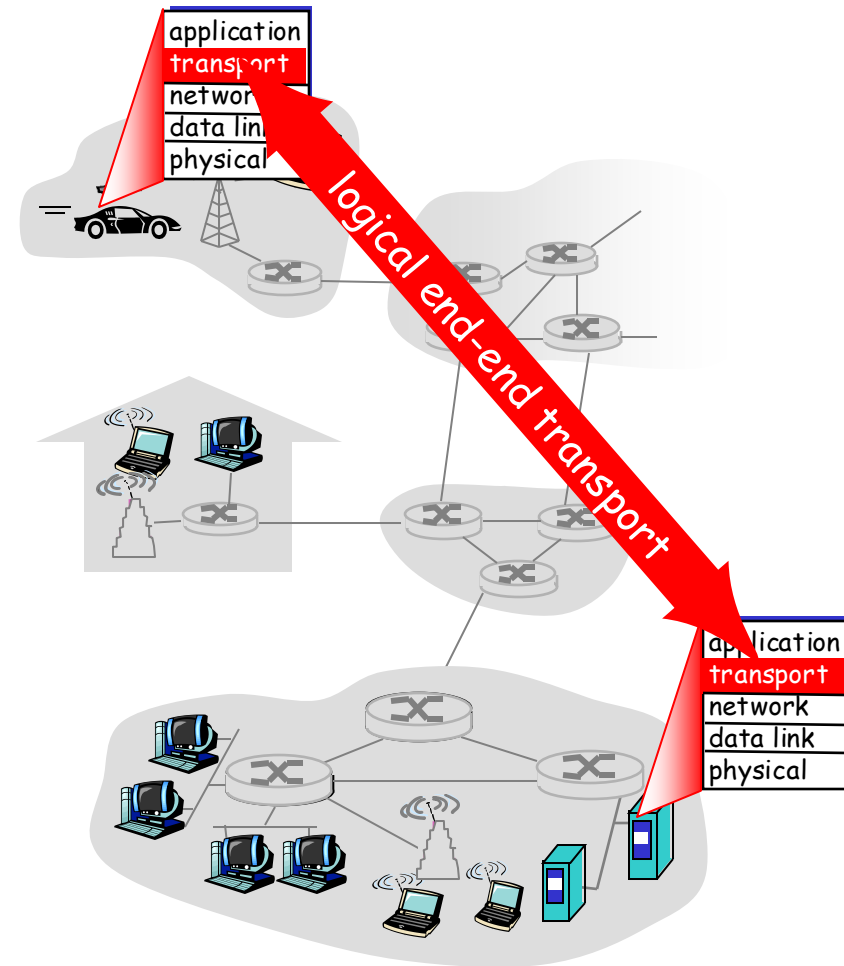 application
transport
network
data link
physical
logical end-end transport
application
transport
network
data link
physical